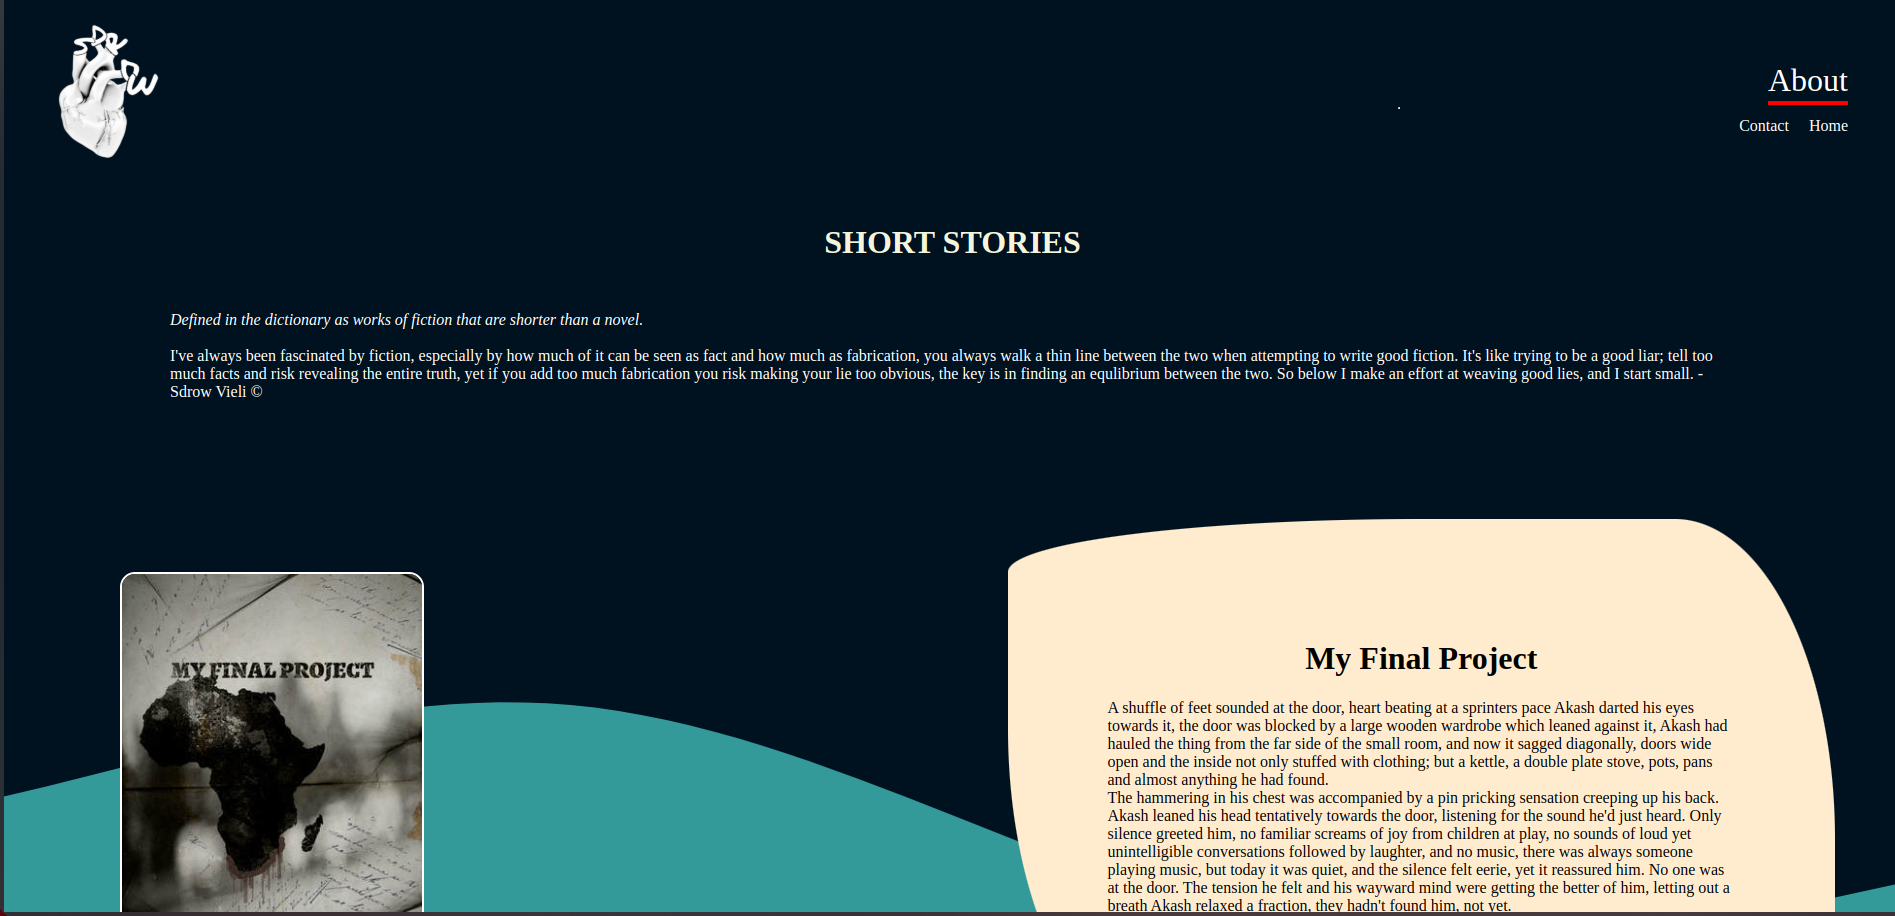 SDR
OW
About
Contact Home
SHORT STORIES
Defined in the dictionary as works of fiction that are shorter than a novel.
I've always been fascinated by fiction, especially by how much of it can be seen as fact and how much as fabrication, you always walk a thin line between the two when attempting to write good fiction. It's like trying to be a good liar; tell too
much facts and risk revealing the entire truth, yet if you add too much fabrication you risk making your lie too obvious, the key is in finding an equlibrium between the two. So below I make an effort at weaving good lies, and I start small. -
Sdrow Vieli ©
MY FINAL PROJECT
My Final Project
A shuffle of feet sounded at the door, heart beating at a sprinters pace Akash darted his eyes
towards it, the door was blocked by a large wooden wardrobe which leaned against it, Akash had
hauled the thing from the far side of the small room, and now it sagged diagonally, doors wide
open and the inside not only stuffed with clothing; but a kettle, a double plate stove, pots, pans
and almost anything he had found.
The hammering in his chest was accompanied by a pin pricking sensation creeping up his back.
Akash leaned his head tentatively towards the door, listening for the sound he'd just heard. Only
silence greeted him, no familiar screams of joy from children at play, no sounds of loud yet
unintelligible conversations followed by laughter, and no music, there was always someone
playing music, but today it was quiet, and the silence felt eerie, yet it reassured him. No one was
at the door. The tension he felt and his wayward mind were getting the better of him, letting out a
breath Akash relaxed a fraction, they hadn't found him, not yet.